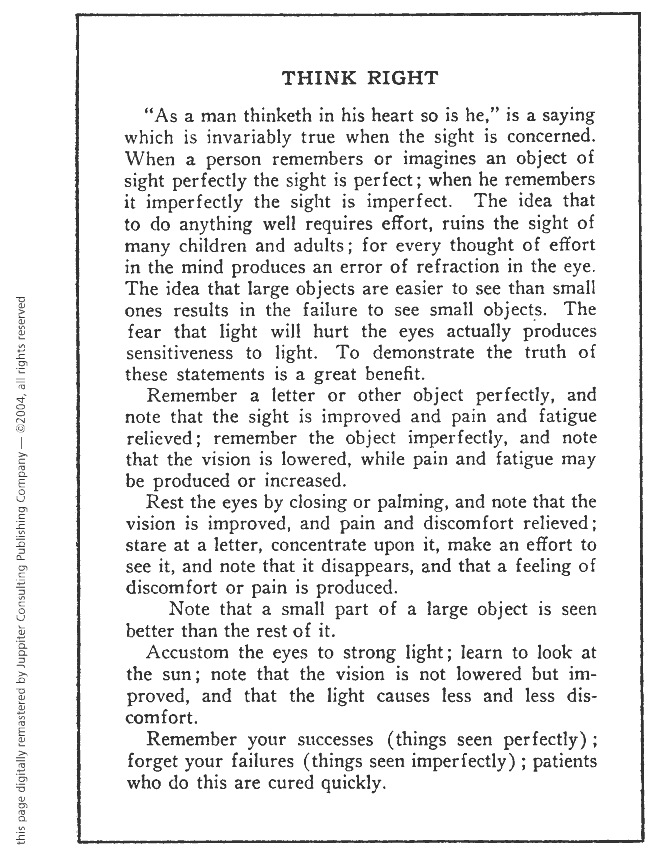 THINK RIGHT
"As a man thinketh in his heart so is he," is a saying
which is invariably true when the sight is concerned.
When a person remembers or imagines an object of
sight perfectly the sight is perfect; when he remembers
it imperfectly the sight is imperfect. The idea that
to do anything well requires effort, ruins the sight of
many children and adults; for every thought of effort
in the mind produces an error of refraction in the eye.
The idea that large objects are easier to see than small
ones results in the failure to see small objects. The
fear that light will hurt the eyes actually produces
sensitiveness to light. To demonstrate the truth of
these statements is a great benefit.
Remember a letter or other object perfectly, and
note that the sight is improved and pain and fatigue
relieved; remember the object imperfectly, and note
that the vision is lowered, while pain and fatigue may
be produced or increased.
Rest the eyes by closing or palming, and note that the
vision is improved, and pain and discomfort relieved;
stare at a letter, concentrate upon it, make an effort to
see it, and note that it disappears, and that a feeling of
discomfort or pain is produced.
Note that a small part of a large object is seen
better than the rest of it.
Accustom the eyes to strong light; learn to look at
the sun; note that the vision is not lowered but im-
proved, and that the light causes less and less dis-
comfort.
Remember your successes (things seen perfectly);
forget your failures (things seen imperfectly); patients
who do this are cured quickly.
this page digitally remastered by Juppiter Consulting Publishing Company — ©2004, all rights reserved